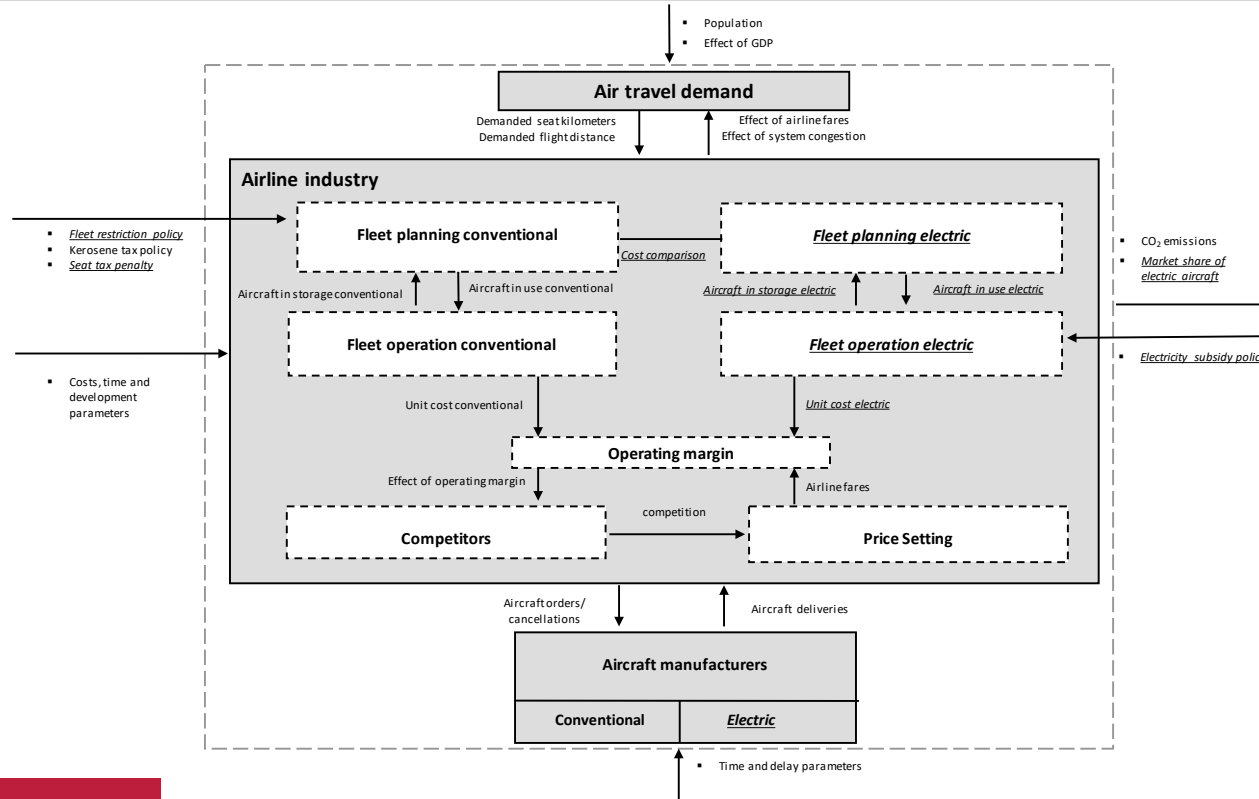 ▪ Population
▪ Effect of GDP
Air travel demand
Demanded seat kilometers
Demanded flight distance
Effect of airline fares
Effect of system congestion
Airline industry
▪ Fleet restriction policy
▪ Kerosene tax policy
▪ Seat tax penalty
Fleet planning conventional
Cost comparison
Fleet planning electric
▪ CO₂ emissions
▪ Market share of
electric aircraft
Aircraft in storage conventional
Aircraft in use conventional
Aircraft in storage electric
Aircraft in use electric
Fleet operation conventional
Fleet operation electric
▪ Electricity subsidy polic
▪ Costs, time and
development
parameters
Unit cost conventional
Unit cost electric
Operating margin
Effect of operating margin
Airline fares
Competitors
competition
Price Setting
Aircraft orders/
cancellations
Aircraft deliveries
Aircraft manufacturers
Conventional
Electric
▪ Time and delay parameters